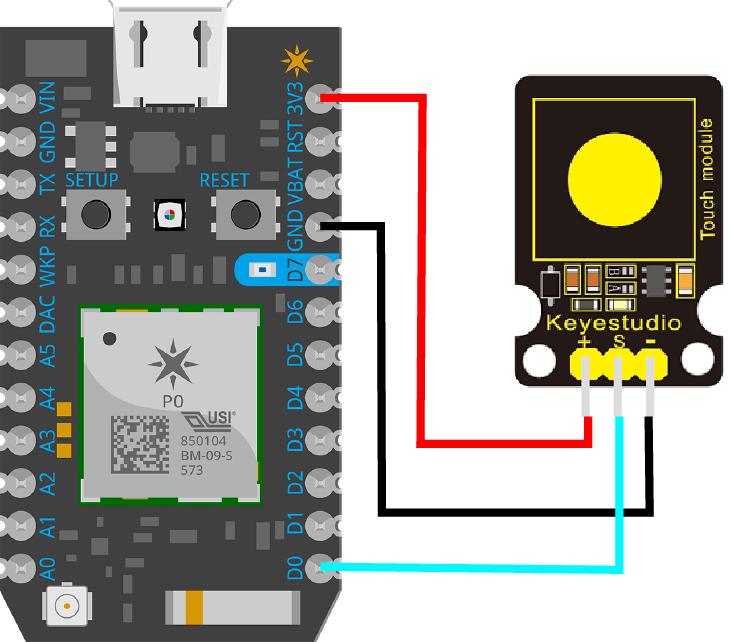 VIN
GND
TX
RX
WKP
DAC
A5
A4
A3
A2
A1
A0
SETUP
RESET
3V3
RST
VBAT
GND
D7
D6
D5
D4
D3
D2
D1
D0
P0
USI
850104
BM-09-S
573
Touch module
B
A
Keyestudio
+ S -